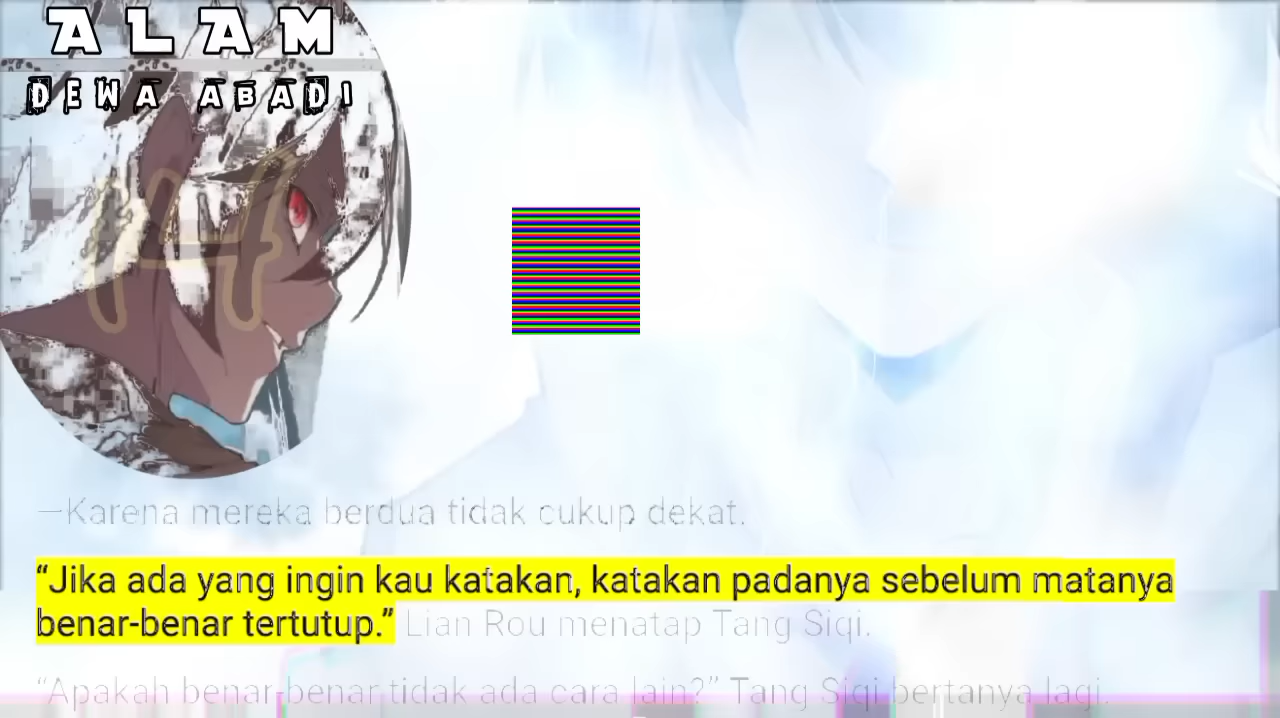 ALAM
DEWA ABADI
14
—Karena mereka berdua tidak cukup dekat.
“Jika ada yang ingin kau katakan, katakan padanya sebelum matanya
benar-benar tertutup.” Lian Rou menatap Tang Siqi.
“Apakah benar-benar tidak ada cara lain?” Tang Siqi bertanya lagi.